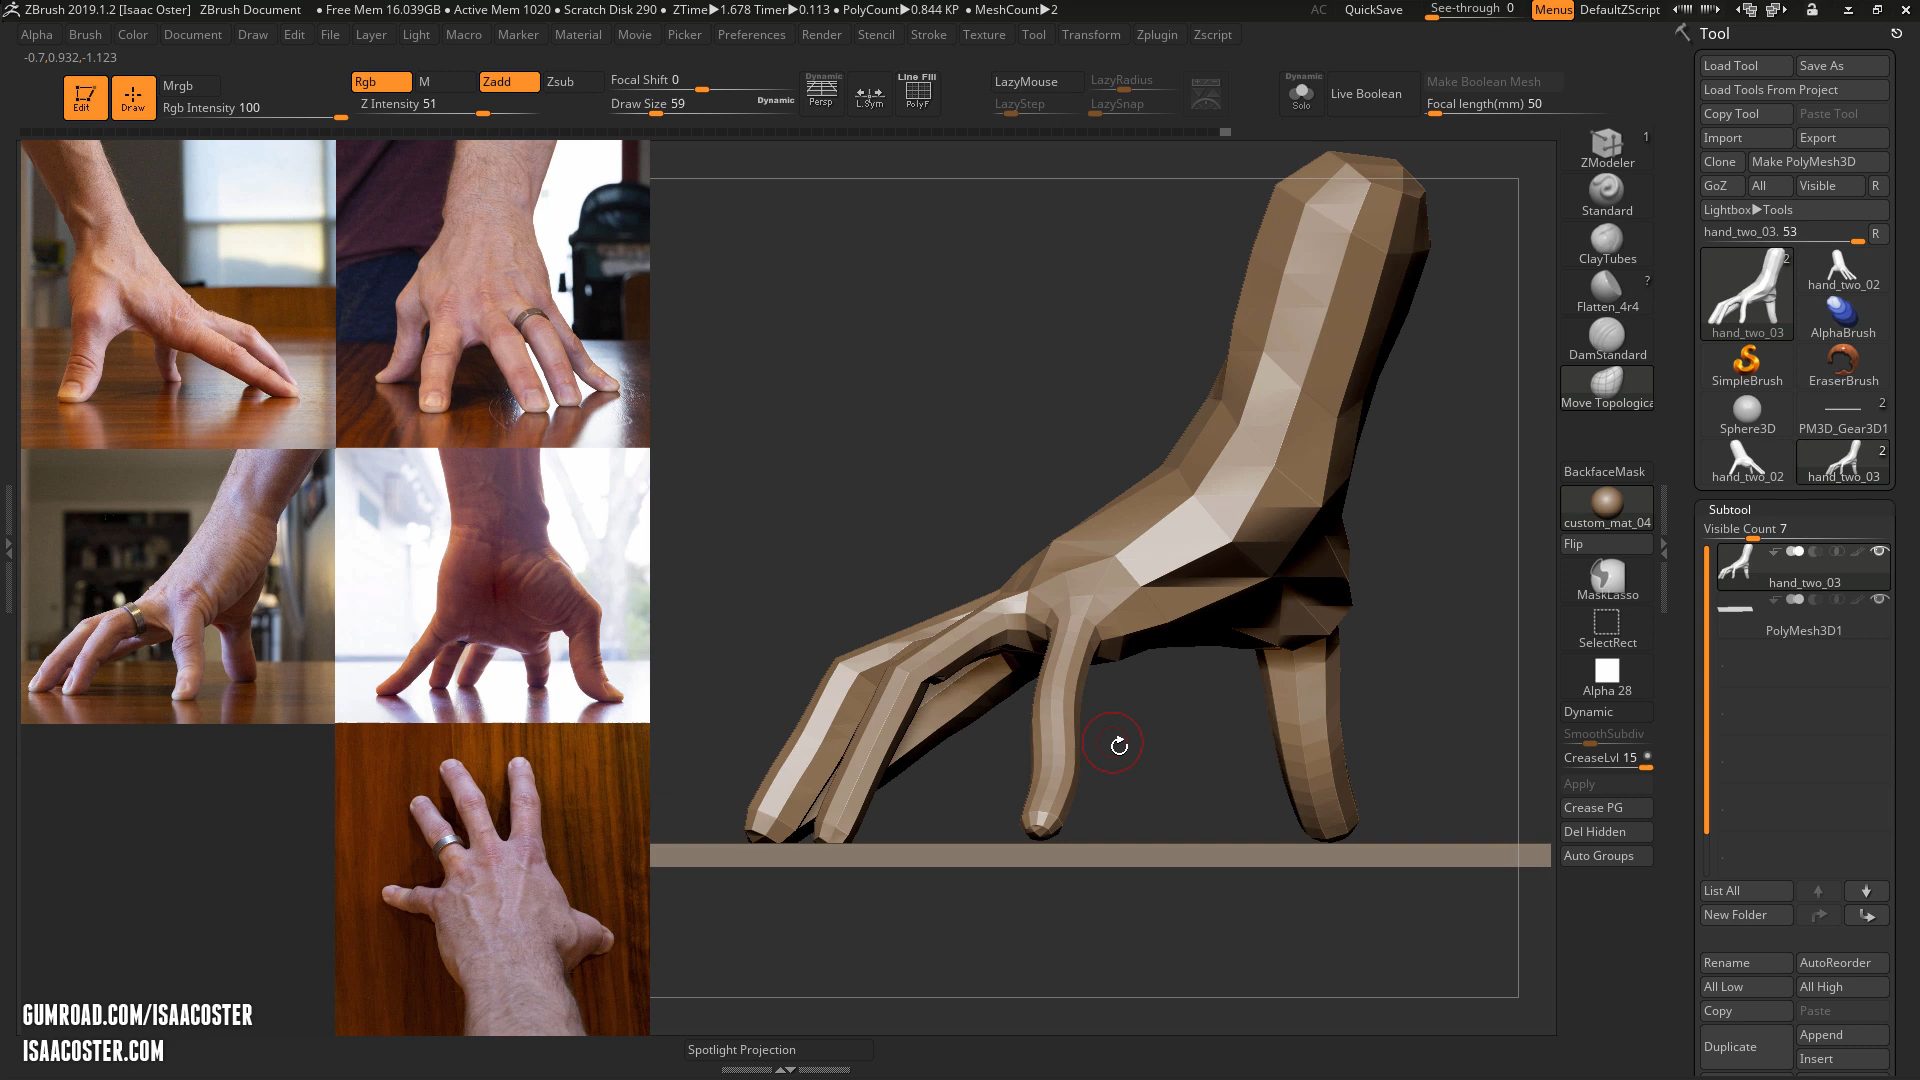 ZBrush 2019.1.2 [Isaac Oster] ZBrush Document • Free Mem 16.039GB • Active Mem 1020 • Scratch Disk 290 • ZTime▶1.678 Timer▶0.113 • PolyCount▶0.844 KP • MeshCount▶2 AC QuickSave See-through 0 Menus DefaultZScript
Alpha Brush Color Document Draw Edit File Layer Light Macro Marker Material Movie Picker Preferences Render Stencil Stroke Texture Tool Transform Zplugin Zscript
-0.7,0.932,-1.123
Edit
Draw
Mrgb
Rgb Intensity 100
Rgb M Zadd Zsub
Z Intensity 51
Focal Shift 0
Draw Size 59 Dynamic
Dynamic
Persp
L.Sym
Line Fill
PolyF
LazyMouse LazyRadius
LazyStep LazySnap
Dynamic
Solo
Live Boolean
Make Boolean Mesh
Focal length(mm) 50
1
ZModeler
Standard
ClayTubes
?
Flatten_4r4
DamStandard
Move Topologica
BackfaceMask
custom_mat_04
Flip
MaskLasso
SelectRect
Alpha 28
Dynamic
SmoothSubdiv
CreaseLvl 15
Apply
Crease PG
Del Hidden
Auto Groups
Tool
Load Tool Save As
Load Tools From Project
Copy Tool Paste Tool
Import Export
Clone Make PolyMesh3D
GoZ All Visible R
Lightbox▶Tools
hand_two_03. 53 R
2
hand_two_03
hand_two_02
AlphaBrush
SimpleBrush EraserBrush
2
Sphere3D PM3D_Gear3D1
2
hand_two_02 hand_two_03
Subtool
Visible Count 7
hand_two_03
PolyMesh3D1
List All
New Folder
Rename AutoReorder
All Low All High
Copy Paste
Duplicate Append
Insert
GUMROAD.COM/ISAACOSTER
ISAACOSTER.COM
Spotlight Projection